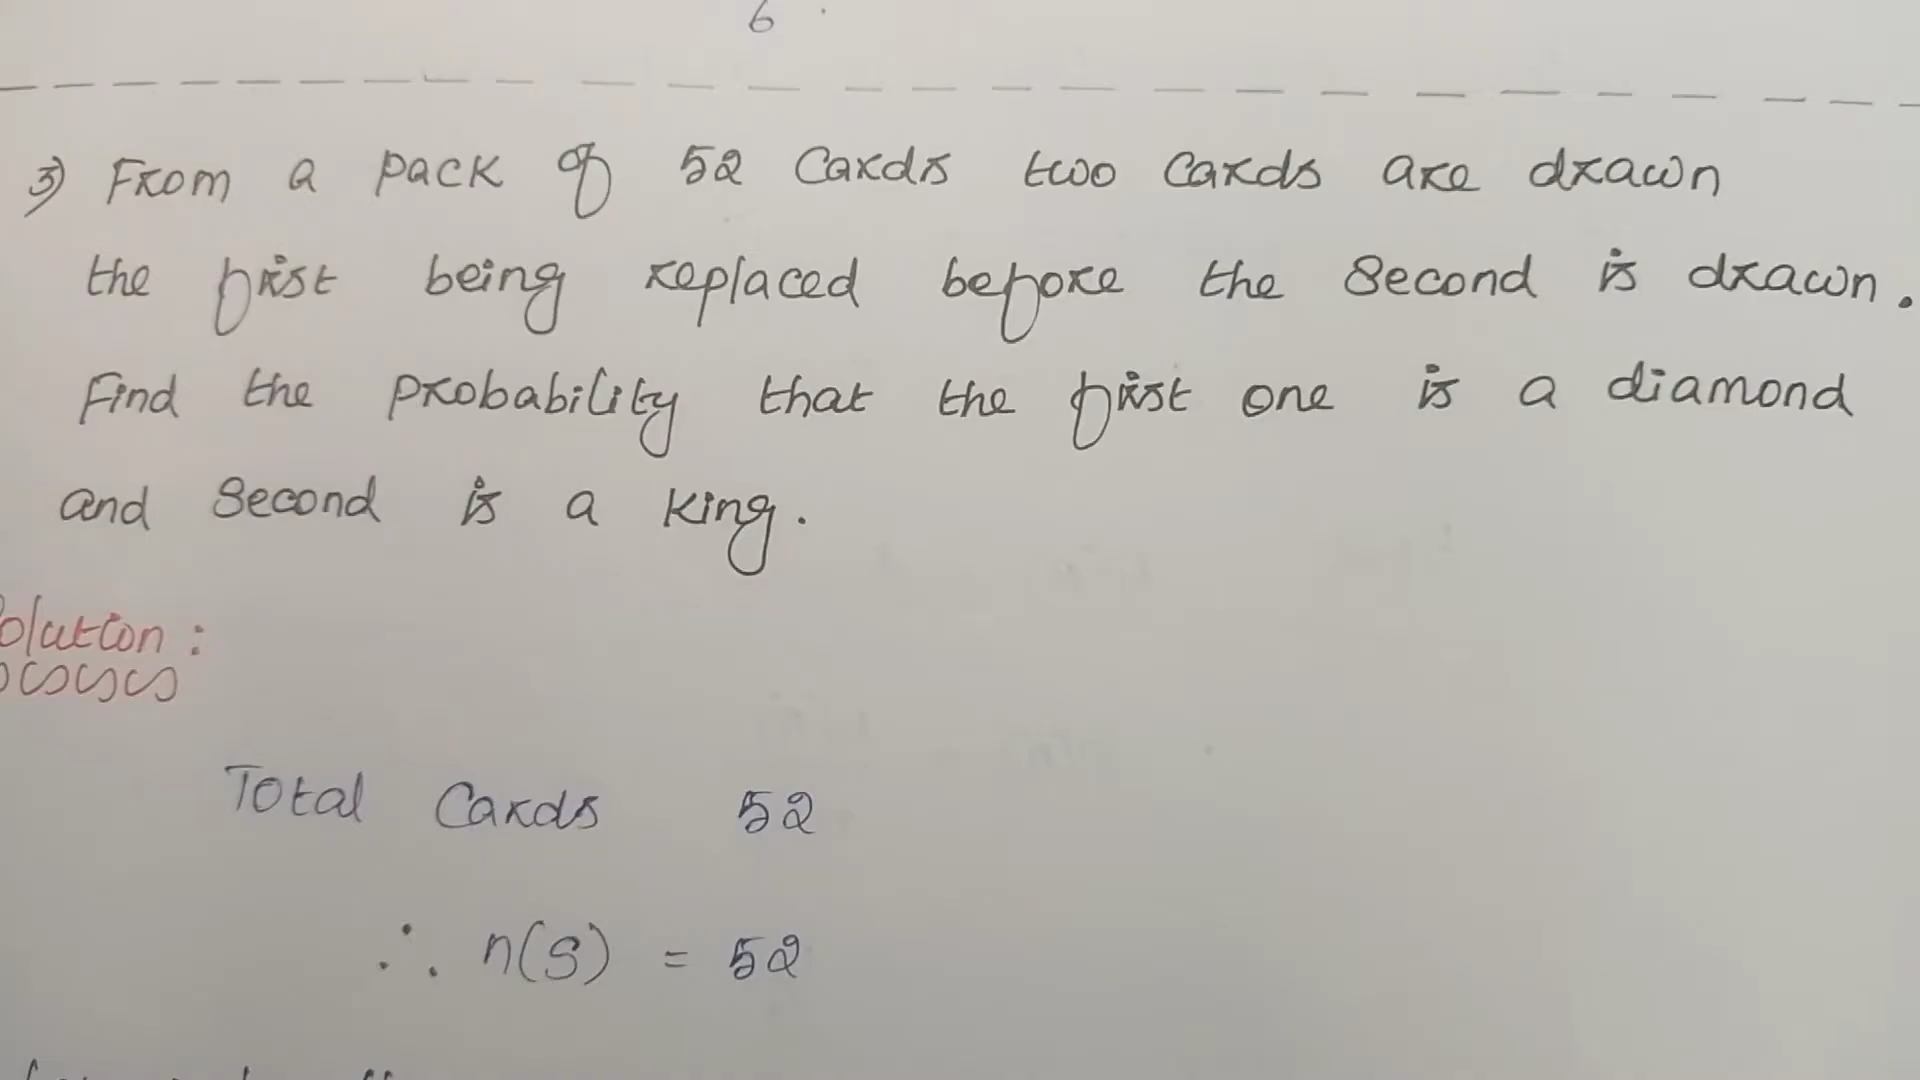 6
3) From a pack of 52 Cards two cards are drawn
the first being replaced before the Second is drawn.
Find the probability that the first one is a diamond
and Second is a king.
olution :
Total Cards 52
∴ n(S) = 52